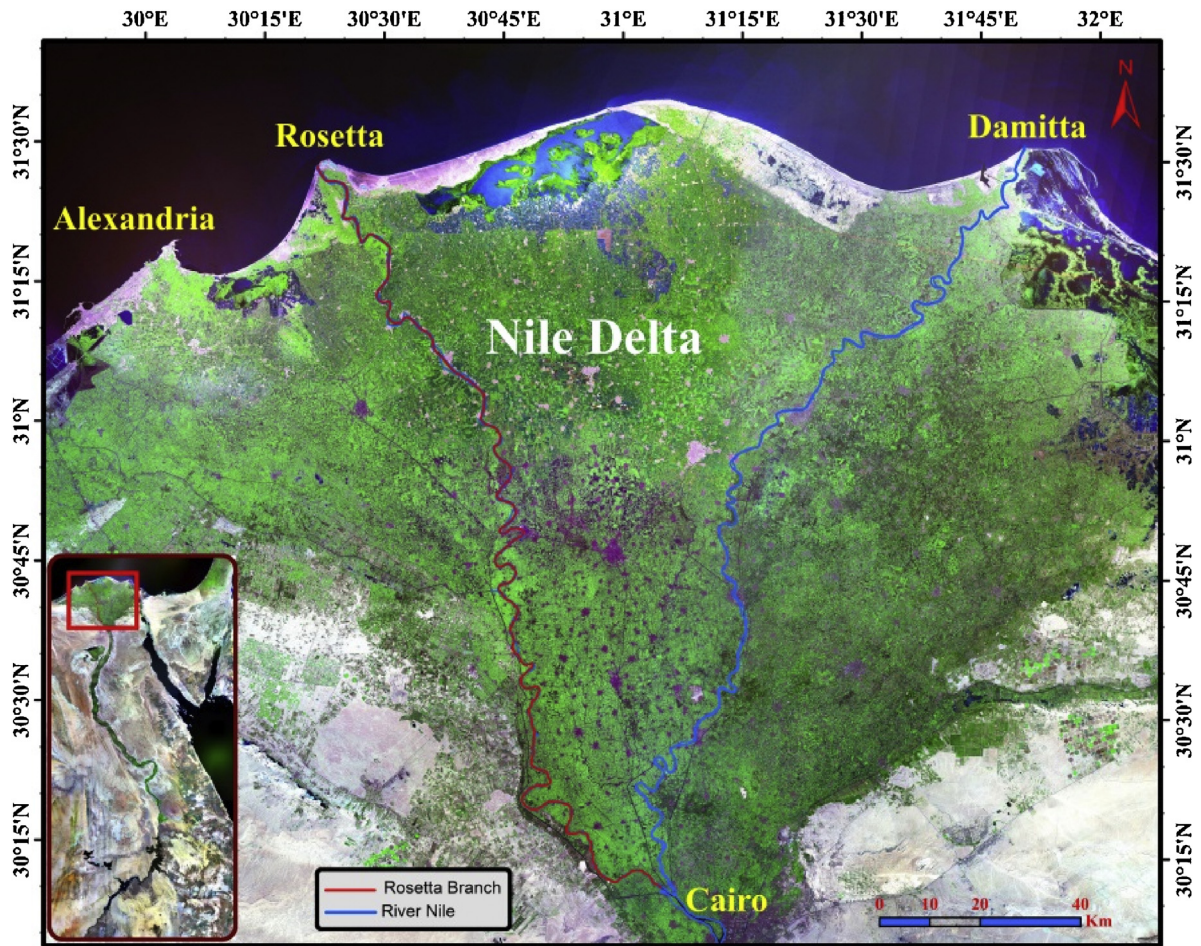 30°E 30°15'E 30°30'E 30°45'E 31°E 31°15'E 31°30'E 31°45'E 32°E
N
31°30'N
Rosetta
Damitta
31°30'N
Alexandria
31°15'N
31°15'N
Nile Delta
31°N
31°N
30°45'N
30°45'N
30°30'N
30°30'N
30°15'N
30°15'N
Rosetta Branch
River Nile
Cairo
0 10 20 40
Km